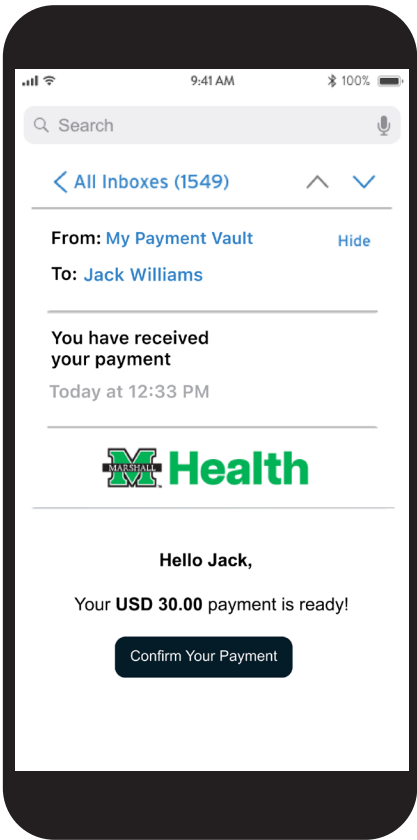 9:41 AM
100%
Search
All Inboxes (1549)
From: My Payment Vault
Hide
To: Jack Williams
You have received
your payment
Today at 12:33 PM
MARSHALL Health
Hello Jack,
Your USD 30.00 payment is ready!
Confirm Your Payment